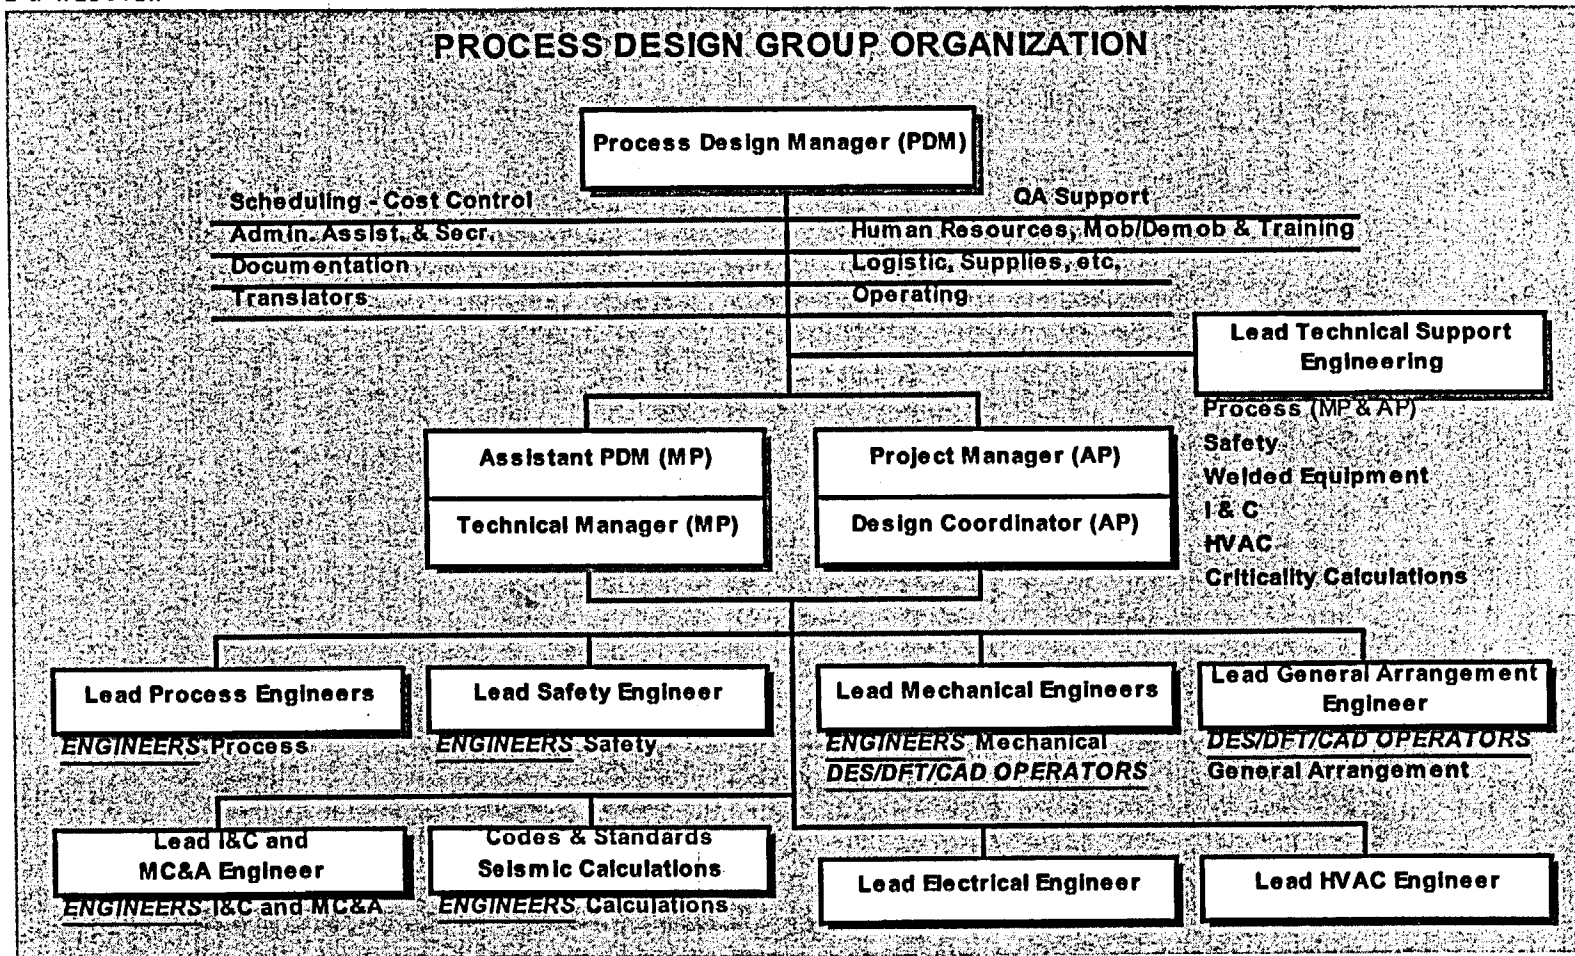 PROCESS DESIGN GROUP ORGANIZATION
Process Design Manager (PDM)
Scheduling - Cost Control
QA Support
Admin. Assist. & Secr.
Human Resources, Mob/Demob & Training
Documentation
Logistic, Supplies, etc.
Translators
Operating
Lead Technical Support
Engineering
Process (MP & AP)
Safety
Welded Equipment
I & C
HVAC
Criticality Calculations
Assistant PDM (MP)
Technical Manager (MP)
Project Manager (AP)
Design Coordinator (AP)
Lead Process Engineers
ENGINEERS Process
Lead Safety Engineer
ENGINEERS Safety
Lead Mechanical Engineers
ENGINEERS Mechanical
DES/DFT/CAD OPERATORS
Lead General Arrangement
Engineer
DES/DFT/CAD OPERATORS
General Arrangement
Lead I&C and
MC&A Engineer
ENGINEERS I&C and MC&A
Codes & Standards
Seismic Calculations
ENGINEERS Calculations
Lead Electrical Engineer
Lead HVAC Engineer